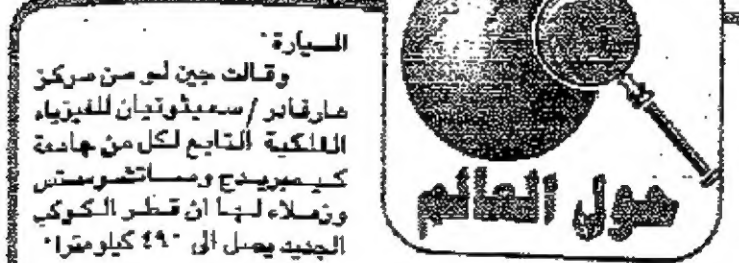 السيارة.
وقالت جين لو من مركز
هارفارد/سميثونيان للفيزياء
الفلكية التابع لكل من جامعة
كيمبريدج ومساتشوستس
وزملاء لها ان قطر الكوكب
الجديد يصل الى ٤٩٠ كيلومترا.
حول العالم